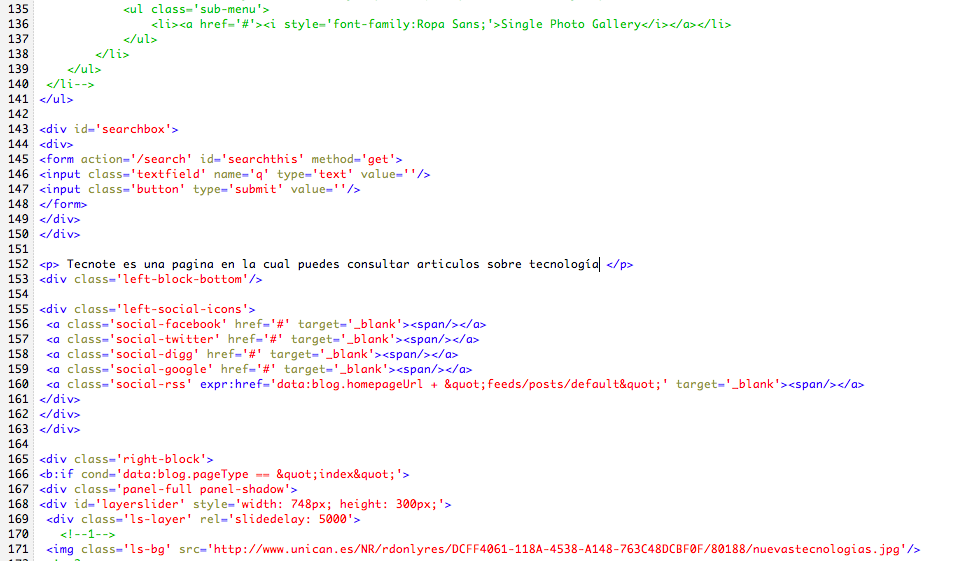 135 <ul class='sub-menu'>
136 <li><a href='#'><i style='font-family:Ropa Sans;'>Single Photo Gallery</i></a></li>
137 </ul>
138 </li>
139 </ul>
140 </li-->
141 </ul>
142
143 <div id='searchbox'>
144 <div>
145 <form action='/search' id='searchthis' method='get'>
146 <input class='textfield' name='q' type='text' value=''/>
147 <input class='button' type='submit' value=''/>
148 </form>
149 </div>
150 </div>
151
152 <p> Tecnote es una pagina en la cual puedes consultar articulos sobre tecnología </p>
153 <div class='left-block-bottom'/>
154
155 <div class='left-social-icons'>
156 <a class='social-facebook' href='#' target='_blank'><span/></a>
157 <a class='social-twitter' href='#' target='_blank'><span/></a>
158 <a class='social-digg' href='#' target='_blank'><span/></a>
159 <a class='social-google' href='#' target='_blank'><span/></a>
160 <a class='social-rss' expr:href='data:blog.homepageUrl + &quot;feeds/posts/default&quot;' target='_blank'><span/></a>
161 </div>
162 </div>
163 </div>
164
165 <div class='right-block'>
166 <b:if cond='data:blog.pageType == &quot;index&quot;'>
167 <div class='panel-full panel-shadow'>
168 <div id='layerslider' style='width: 748px; height: 300px;'>
169 <div class='ls-layer' rel='slidedelay: 5000'>
170 <!--1-->
171 <img class='ls-bg' src='http://www.unican.es/NR/rdonlyres/DCFF4061-118A-4538-A148-763C48DCBF0F/80188/nuevastecnologias.jpg'/>